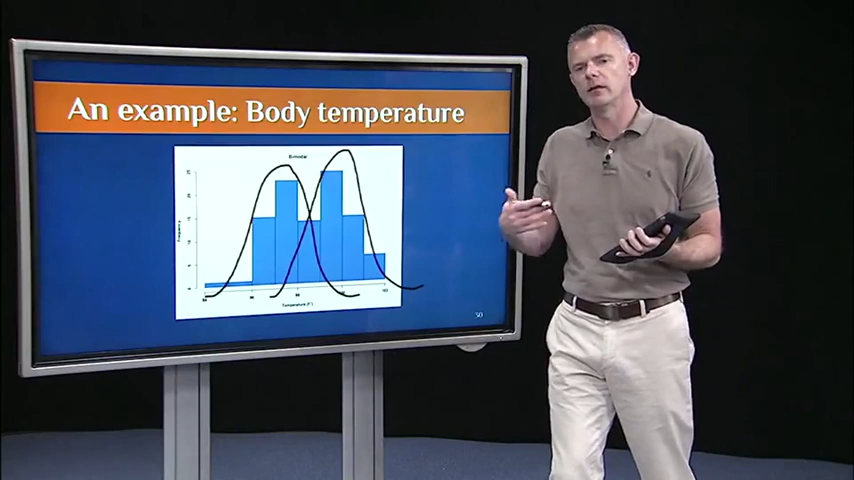 An example: Body temperature
Bimodal
Frequency
Temperature (F°)
50